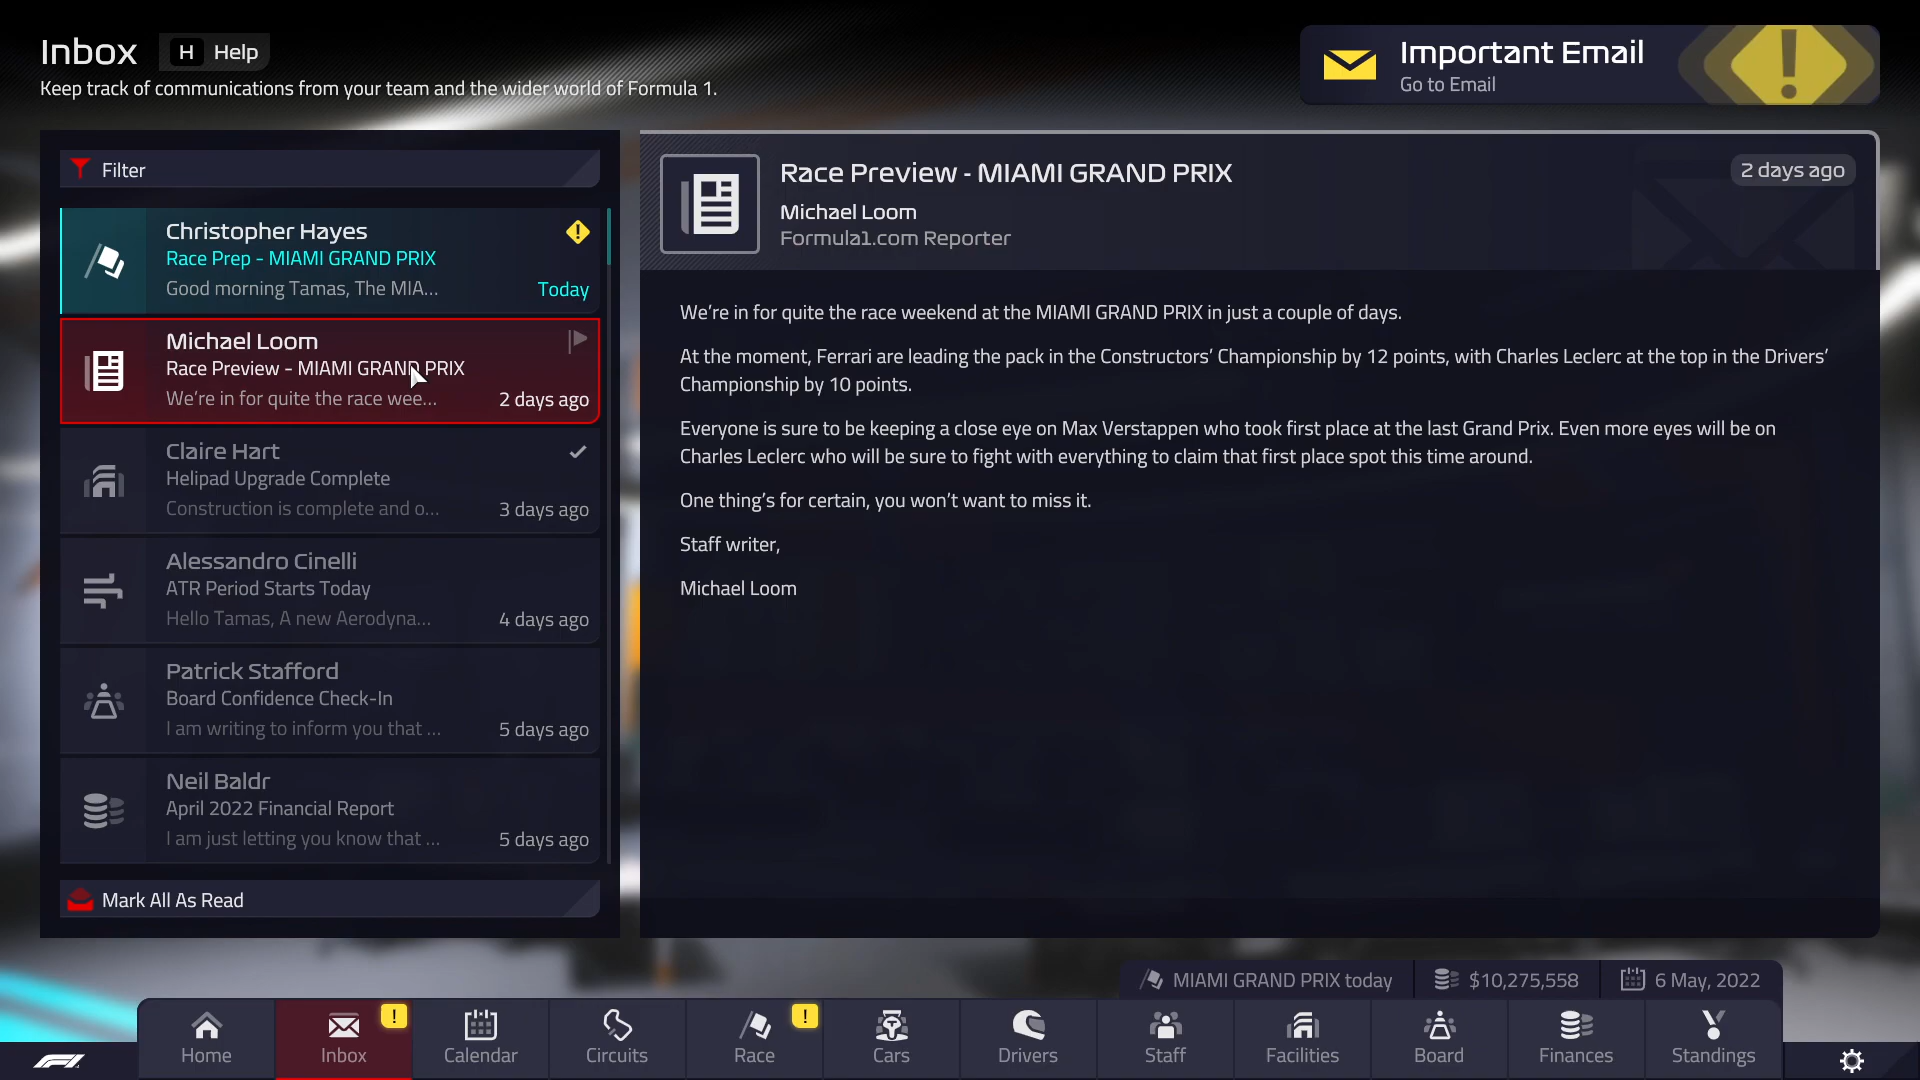 Inbox
H Help
Keep track of communications from your team and the wider world of Formula 1.
Important Email
Go to Email
Filter
Christopher Hayes
Race Prep - MIAMI GRAND PRIX
Good morning Tamas, The MIA...
Today
Michael Loom
Race Preview - MIAMI GRAND PRIX
We're in for quite the race wee...
2 days ago
Claire Hart
Helipad Upgrade Complete
Construction is complete and o...
3 days ago
Alessandro Cinelli
ATR Period Starts Today
Hello Tamas, A new Aerodyna...
4 days ago
Patrick Stafford
Board Confidence Check-In
I am writing to inform you that ...
5 days ago
Neil Baldr
April 2022 Financial Report
I am just letting you know that ...
5 days ago
Mark All As Read
Race Preview - MIAMI GRAND PRIX
2 days ago
Michael Loom
Formula1.com Reporter
We're in for quite the race weekend at the MIAMI GRAND PRIX in just a couple of days.
At the moment, Ferrari are leading the pack in the Constructors' Championship by 12 points, with Charles Leclerc at the top in the Drivers'
Championship by 10 points.
Everyone is sure to be keeping a close eye on Max Verstappen who took first place at the last Grand Prix. Even more eyes will be on
Charles Leclerc who will be sure to fight with everything to claim that first place spot this time around.
One thing's for certain, you won't want to miss it.
Staff writer,
Michael Loom
MIAMI GRAND PRIX today
$10,275,558
6 May, 2022
Home
Inbox
Calendar
Circuits
Race
Cars
Drivers
Staff
Facilities
Board
Finances
Standings